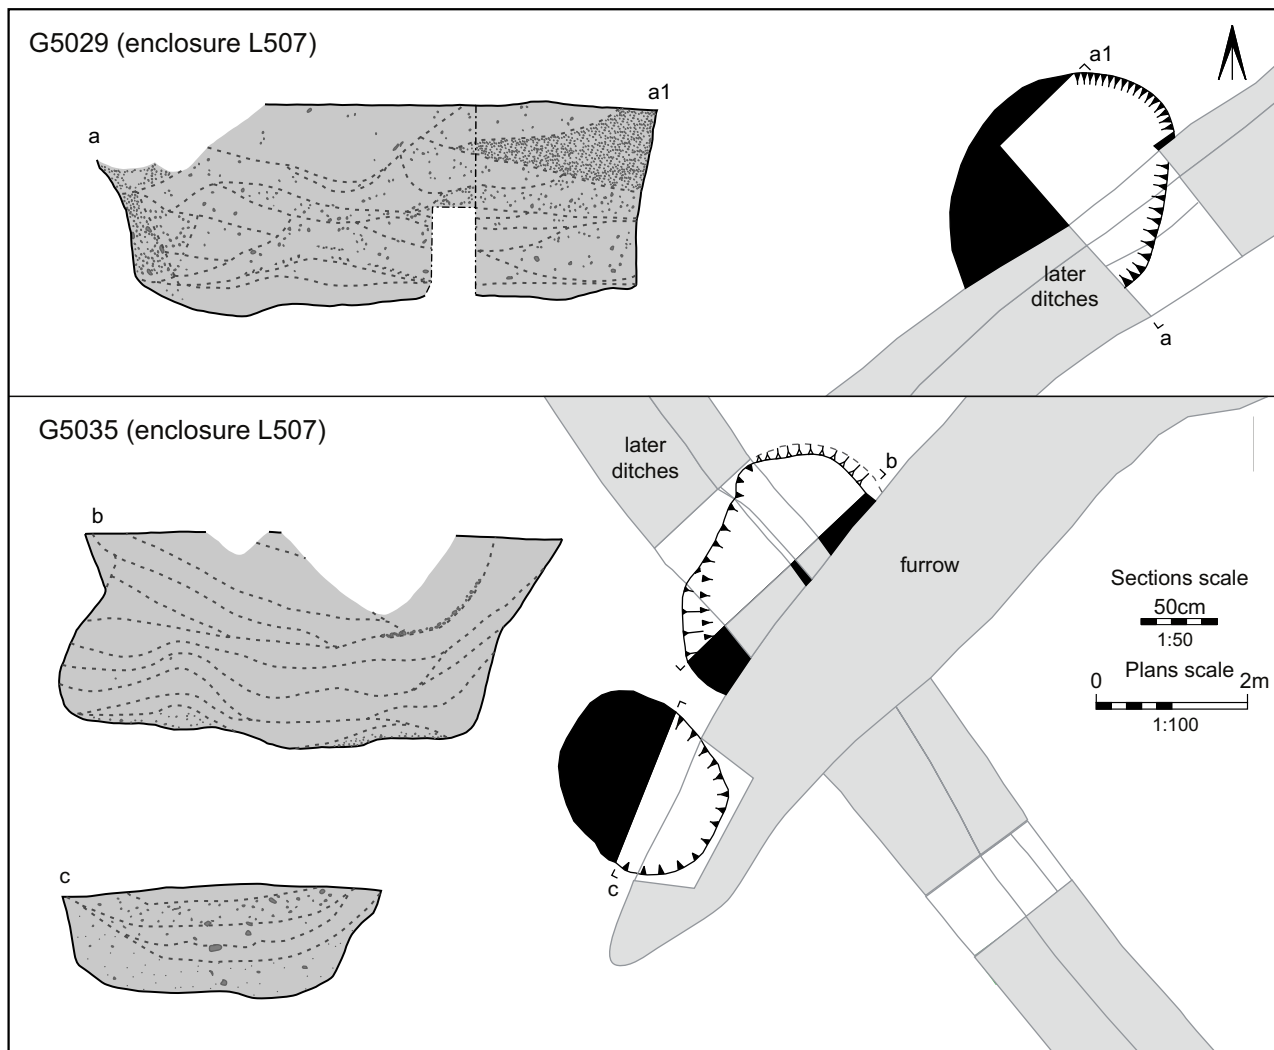 G5029 (enclosure L507)
a
a1
a1
later
ditches
a
G5035 (enclosure L507)
b
later
ditches
b
furrow
c
c
Sections scale
50cm
1:50
Plans scale
0 2m
1:100